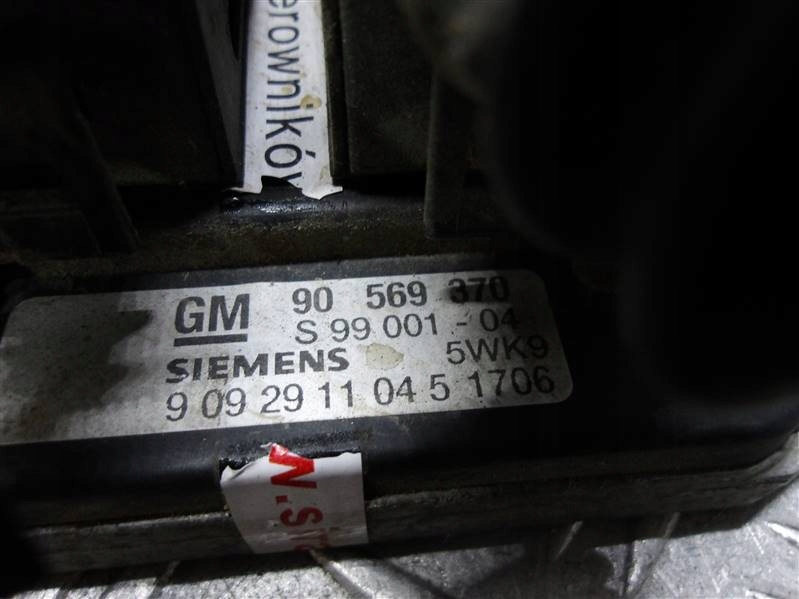 erowników
GM 90 569 370
S 99 001 - 04
SIEMENS 5WK9
9 09 29 11 04 5 1706